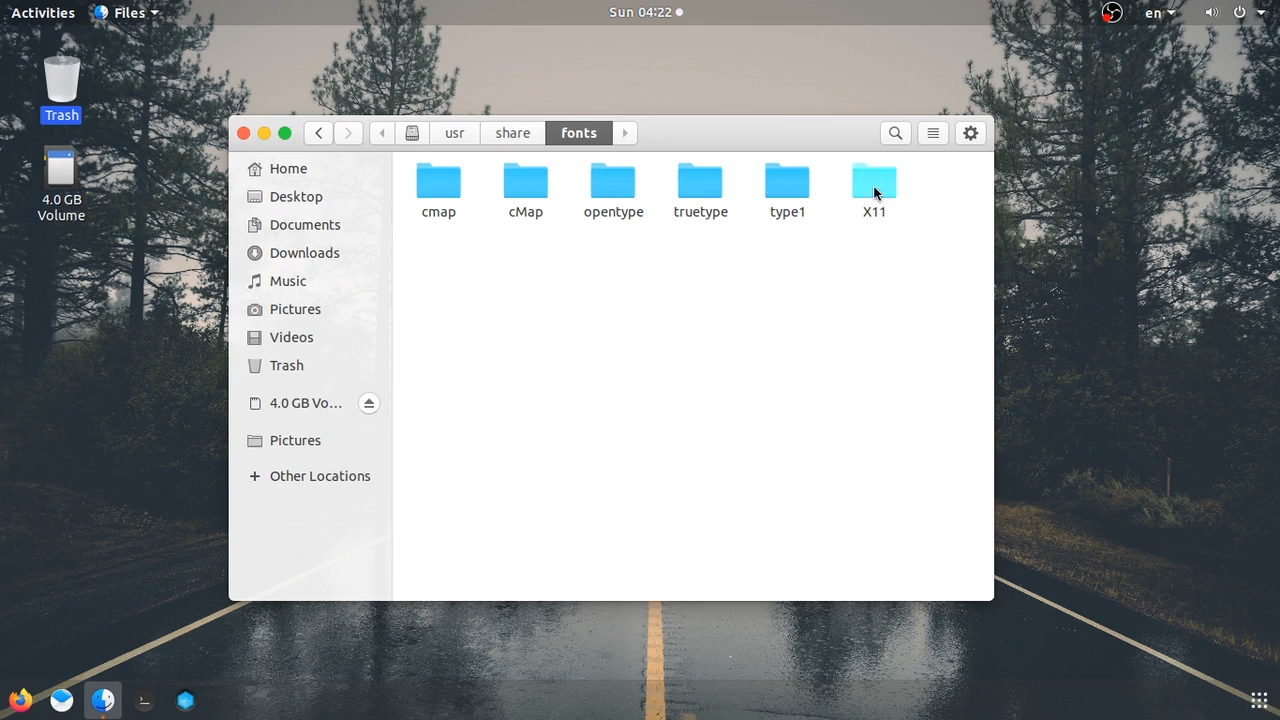 Activities Files Sun 04:22 en
Trash
4.0 GB
Volume
usr share fonts
Home
Desktop
Documents
Downloads
Music
Pictures
Videos
Trash
4.0 GB Vo...
Pictures
Other Locations
cmap cMap opentype truetype type1 X11